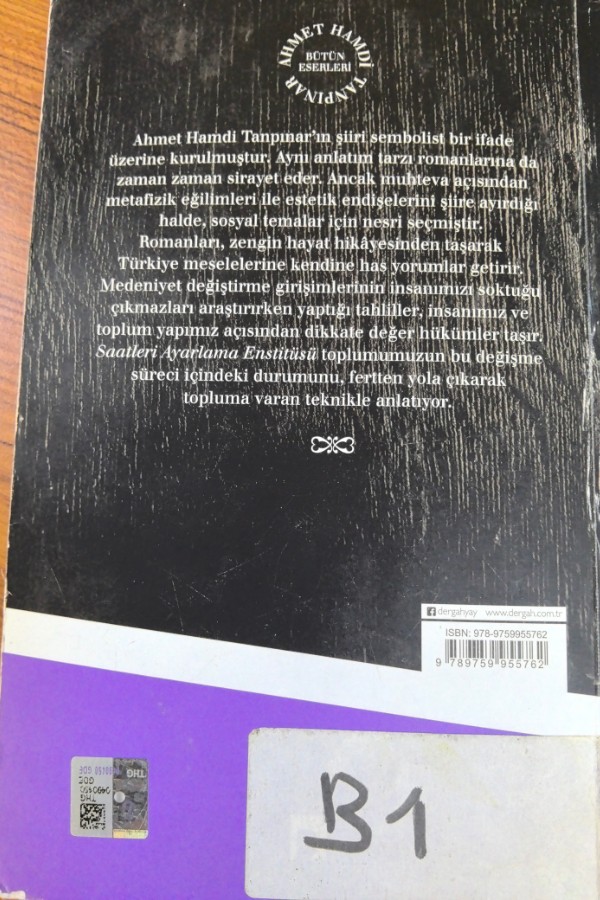 AHMET HAMDİ TANPINAR
BÜTÜN
ESERLERİ
Ahmet Hamdi Tanpınar'ın şiiri sembolist bir ifade
üzerine kurulmuştur. Aynı anlatım tarzı romanlarına da
zaman zaman sirayet eder. Ancak muhteva açısından
metafizik eğilimleri ile estetik endişelerini şiire ayırdığı
halde, sosyal temalar için nesri seçmiştir.
Romanları, zengin hayat hikâyesinden taşarak
Türkiye meselelerine kendine has yorumlar getirir.
Medeniyet değiştirme girişimlerinin insanımızı soktuğu
çıkmazları araştırırken yaptığı tahliller, insanımız ve
toplum yapımız açısından dikkate değer hükümler taşır.
Saatleri Ayarlama Enstitüsü toplumumuzun bu değişme
süreci içindeki durumunu, fertten yola çıkarak
topluma varan teknikle anlatıyor.
dergahyay www.dergah.com.tr
ISBN: 978-9759955762
9 789759 955762
THG
GDE
B1